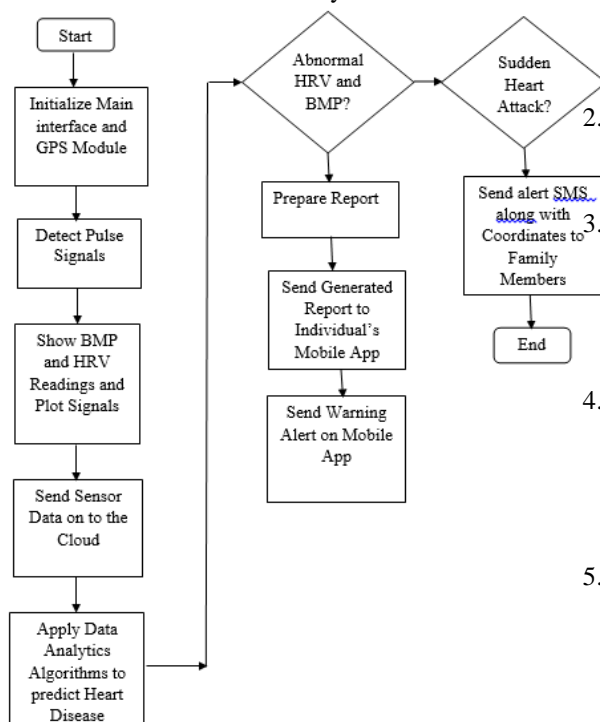 Start
Initialize Main
interface and
GPS Module
Detect Pulse
Signals
Show BMP
and HRV
Readings and
Plot Signals
Send Sensor
Data on to the
Cloud
Apply Data
Analytics
Algorithms to
predict Heart
Disease
Abnormal
HRV and
BMP?
Prepare Report
Send Generated
Report to
Individual's
Mobile App
Send Warning
Alert on Mobile
App
Sudden
Heart
Attack?
Send alert SMS
along with
Coordinates to
Family
Members
End
2.
3.
4.
5.